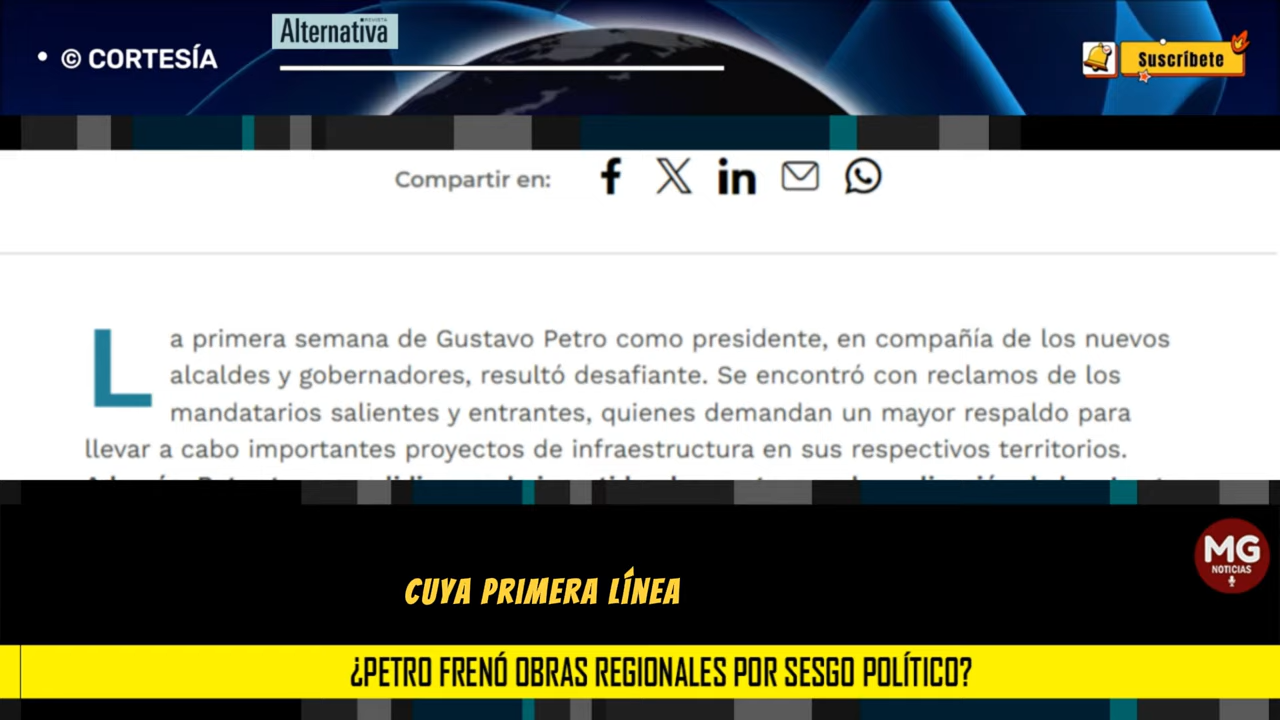 REVISTA
Alternativa
© CORTESÍA
Suscríbete
Compartir en:
La primera semana de Gustavo Petro como presidente, en compañía de los nuevos
alcaldes y gobernadores, resultó desafiante. Se encontró con reclamos de los
mandatarios salientes y entrantes, quienes demandan un mayor respaldo para
llevar a cabo importantes proyectos de infraestructura en sus respectivos territorios.
MG
NOTICIAS
CUYA PRIMERA LÍNEA
¿PETRO FRENÓ OBRAS REGIONALES POR SESGO POLÍTICO?